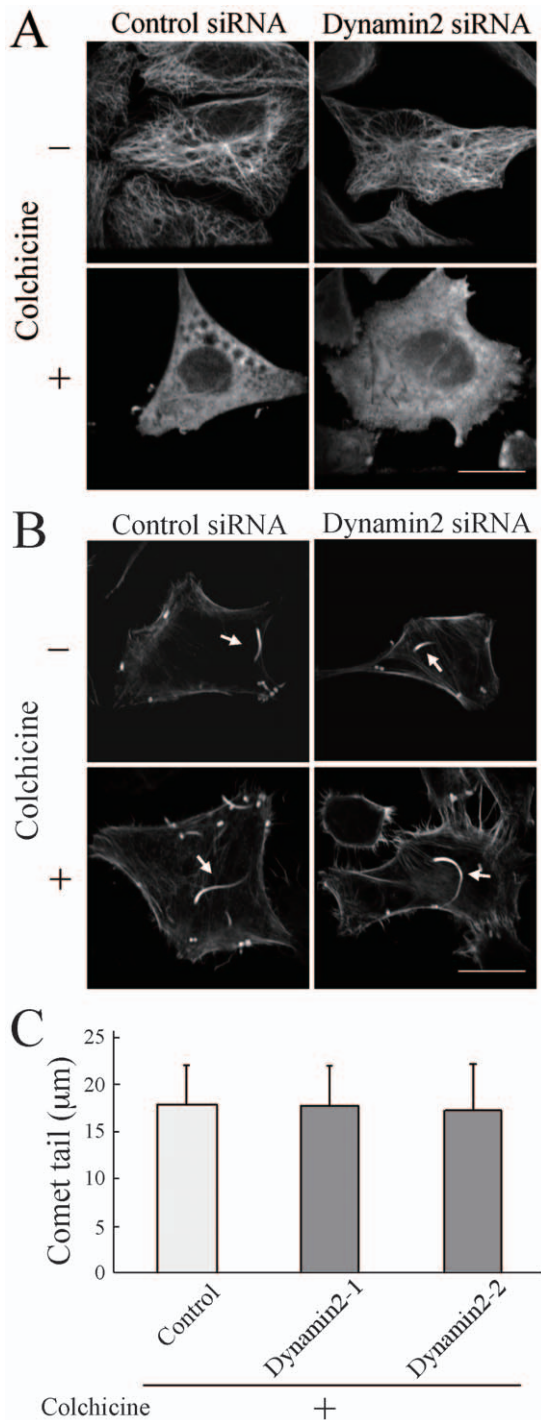 A
Control siRNA Dynamin2 siRNA
Colchicine
−
+
B
Control siRNA Dynamin2 siRNA
Colchicine
−
+
C
Comet tail (μm)
25
20
15
10
5
0
Control
Dynamin2-1
Dynamin2-2
Colchicine +